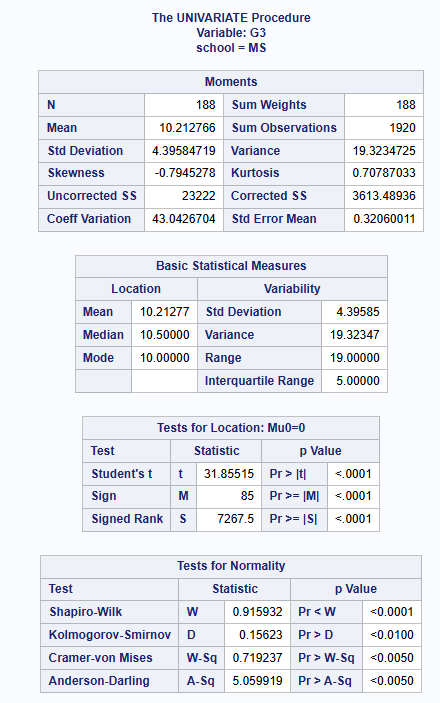 The UNIVARIATE Procedure
Variable: G3
school = MS
Moments
N 188 Sum Weights 188
Mean 10.212766 Sum Observations 1920
Std Deviation 4.39584719 Variance 19.3234725
Skewness -0.7945278 Kurtosis 0.70787033
Uncorrected SS 23222 Corrected SS 3613.48936
Coeff Variation 43.0426704 Std Error Mean 0.32060011
Basic Statistical Measures
Location Variability
Mean 10.21277 Std Deviation 4.39585
Median 10.50000 Variance 19.32347
Mode 10.00000 Range 19.00000
Interquartile Range 5.00000
Tests for Location: Mu0=0
Test Statistic p Value
Student's t t 31.85515 Pr > |t| <.0001
Sign M 85 Pr >= |M| <.0001
Signed Rank S 7267.5 Pr >= |S| <.0001
Tests for Normality
Test Statistic p Value
Shapiro-Wilk W 0.915932 Pr < W <0.0001
Kolmogorov-Smirnov D 0.15623 Pr > D <0.0100
Cramer-von Mises W-Sq 0.719237 Pr > W-Sq <0.0050
Anderson-Darling A-Sq 5.059919 Pr > A-Sq <0.0050